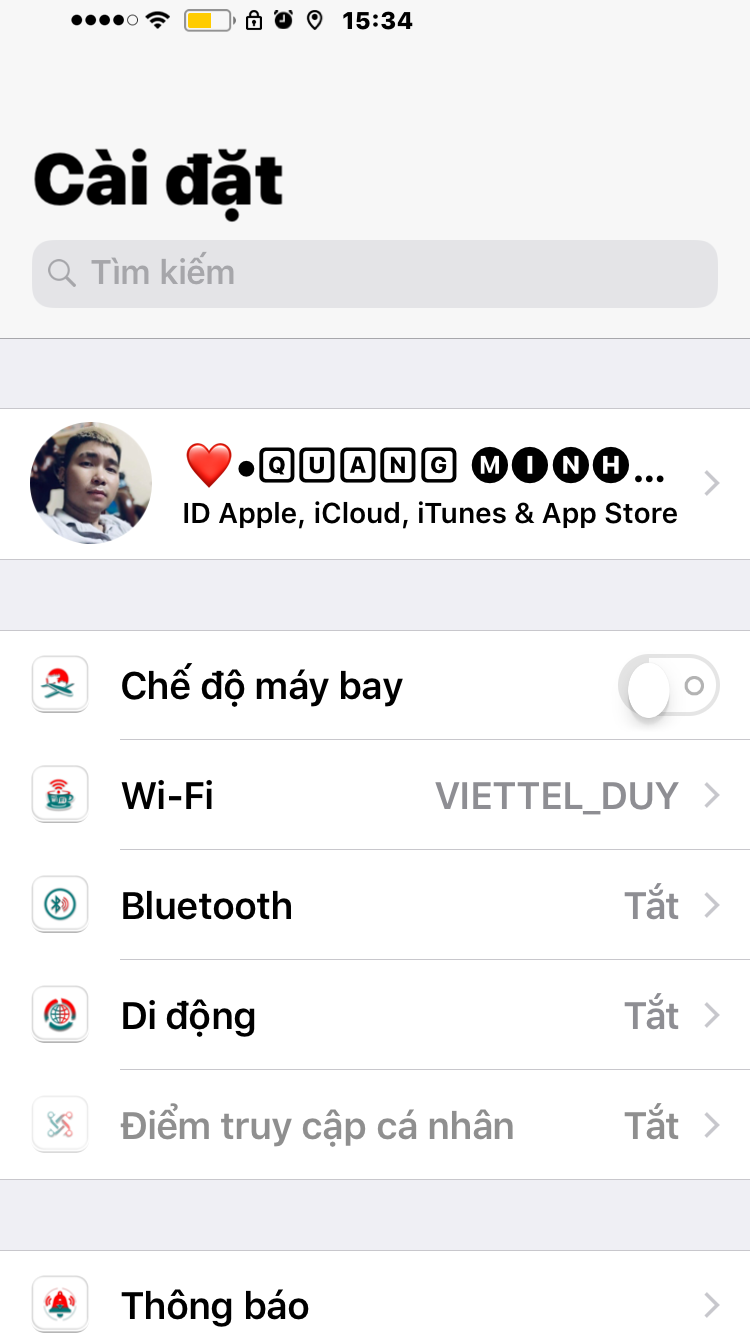 15:34
Cài đặt
Tìm kiếm
❤️●🅀🅄🄰🄽🄶 🅜🅘🅝🅗...
ID Apple, iCloud, iTunes & App Store
Chế độ máy bay
Wi-Fi VIETTEL_DUY
Bluetooth Tắt
Di động Tắt
Điểm truy cập cá nhân Tắt
Thông báo